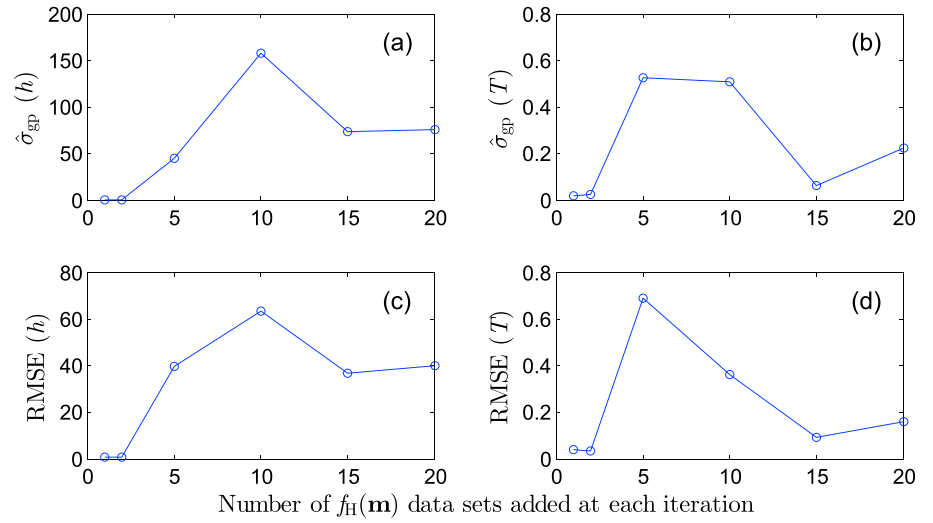 200
150
100
50
0
σ̂gp (h)
(a)
0 5 10 15 20
0.8
0.6
0.4
0.2
0
σ̂gp (T)
(b)
0 5 10 15 20
80
60
40
20
0
RMSE (h)
(c)
0 5 10 15 20
0.8
0.6
0.4
0.2
0
RMSE (T)
(d)
0 5 10 15 20
Number of fH(m) data sets added at each iteration